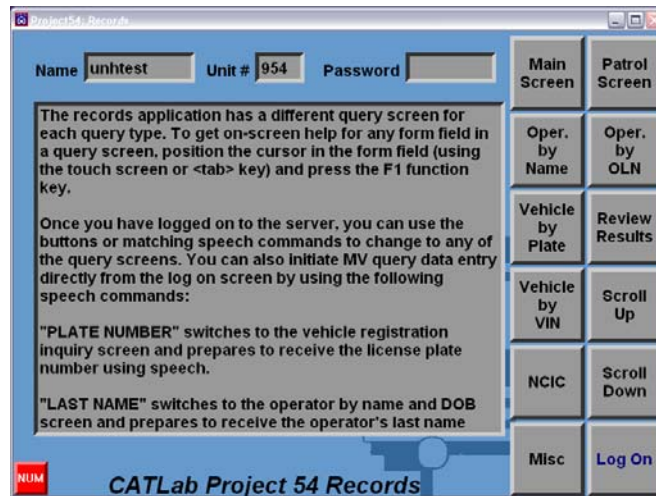 Project54: Records
Name unhtest Unit # 954 Password
The records application has a different query screen for
each query type. To get on-screen help for any form field in
a query screen, position the cursor in the form field (using
the touch screen or <tab> key) and press the F1 function
key.
Once you have logged on to the server, you can use the
buttons or matching speech commands to change to any of
the query screens. You can also initiate MV query data entry
directly from the log on screen by using the following
speech commands:
"PLATE NUMBER" switches to the vehicle registration
inquiry screen and prepares to receive the license plate
number using speech.
"LAST NAME" switches to the operator by name and DOB
screen and prepares to receive the operator's last name
Main
Screen
Patrol
Screen
Oper.
by
Name
Oper.
by
OLN
Vehicle
by
Plate
Review
Results
Vehicle
by
VIN
Scroll
Up
NCIC
Scroll
Down
Misc
Log On
NUM
CATLab Project 54 Records